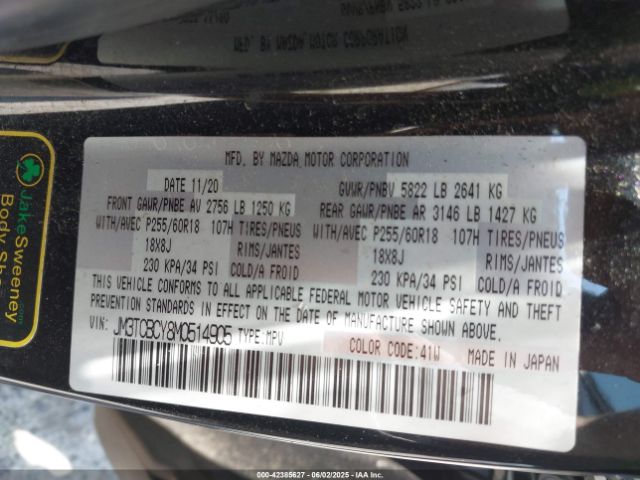 MFD. BY MAZDA MOTOR CORPORATION
DATE 11/20
GVWR/PNBV 5822 LB 2641 KG
FRONT GAWR/PNBE AV 2756 LB 1250 KG
REAR GAWR/PNBE AR 3146 LB 1427 KG
WITH/AVEC P255/60R18 107H TIRES/PNEUS
WITH/AVEC P255/60R18 107H TIRES/PNEUS
18X8J RIMS/JANTES
18X8J RIMS/JANTES
230 KPA/34 PSI COLD/A FROID
230 KPA/34 PSI COLD/A FROID
THIS VEHICLE CONFORMS TO ALL APPLICABLE FEDERAL MOTOR VEHICLE SAFETY AND THEFT
PREVENTION STANDARDS IN EFFECT ON THE DATE OF MANUFACTURE SHOWN ABOVE.
VIN: JM3TCBCY8M0514905 TYPE:MPV
COLOR CODE:41W MADE IN JAPAN
JakeSweeney
Body Sho
.com
00-42385627 - 06/02/2025 - IAAI.COM